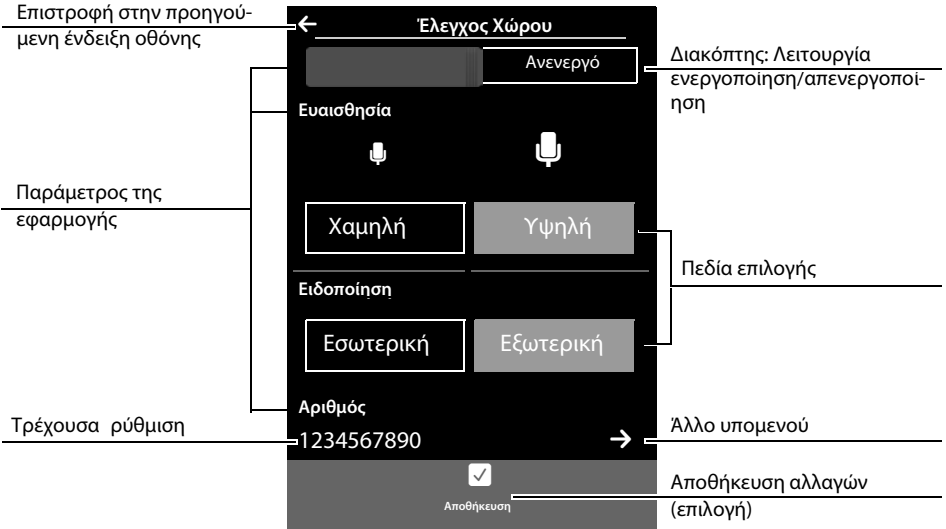 Επιστροφή στην προηγού-
μενη ένδειξη οθόνης
Παράμετρος της
εφαρμογής
Τρέχουσα ρύθμιση
Έλεγχος Χώρου
Ανενεργό
Ευαισθησία
Χαμηλή
Υψηλή
Ειδοποίηση
Εσωτερική
Εξωτερική
Αριθμός
1234567890
Αποθήκευση
Διακόπτης: Λειτουργία
ενεργοποίηση/απενεργοποί-
ηση
Πεδία επιλογής
Άλλο υπομενού
Αποθήκευση αλλαγών
(επιλογή)